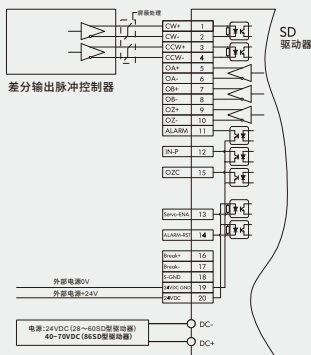 屏蔽处理
差分输出脉冲控制器
SD
驱动器
CW+ 1
CW- 2
CCW+ 3
CCW- 4
OA+ 5
OA- 6
OB+ 7
OB- 8
OZ+ 9
OZ- 10
ALARM 11
IN-P 12
OZC 15
Servo-ENA 13
ALARM-RST 14
Break+ 16
Break- 17
S-GND 18
外部电源0V 24VDC GND 19
外部电源+24V 24VDC 20
电源:24VDC(28～60SD型驱动器)
40-70VDC(86SD型驱动器)
DC-
DC+